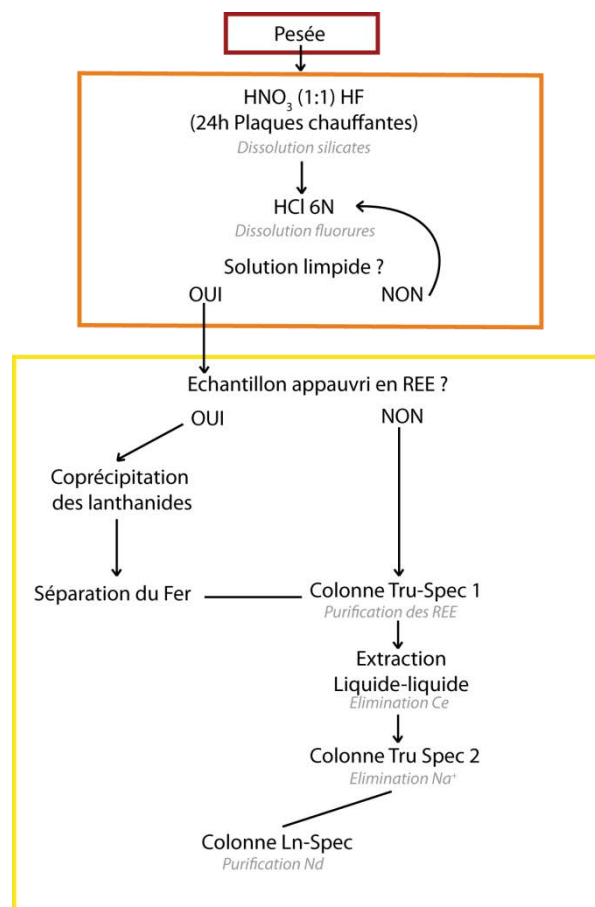 Pesée
HNO₃ (1:1) HF
(24h Plaques chauffantes)
Dissolution silicates
HCl 6N
Dissolution fluorures
Solution limpide ?
OUI NON
Echantillon appauvri en REE ?
OUI NON
Coprécipitation
des lanthanides
Séparation du Fer
Colonne Tru-Spec 1
Purification des REE
Extraction
Liquide-liquide
Elimination Ce
Colonne Tru Spec 2
Elimination Na⁺
Colonne Ln-Spec
Purification Nd